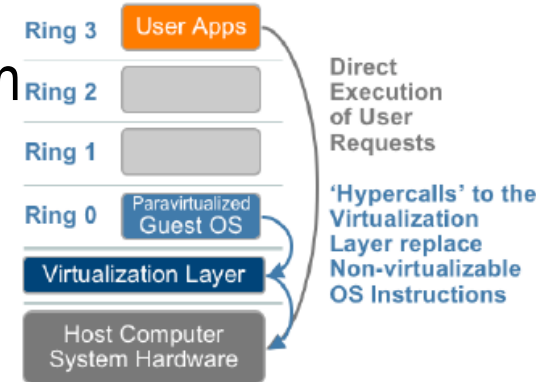 Ring 3
User Apps
n
Ring 2
Ring 1
Ring 0
Paravirtualized
Guest OS
Virtualization Layer
Host Computer
System Hardware
Direct
Execution
of User
Requests
‘Hypercalls’ to the
Virtualization
Layer replace
Non-virtualizable
OS Instructions